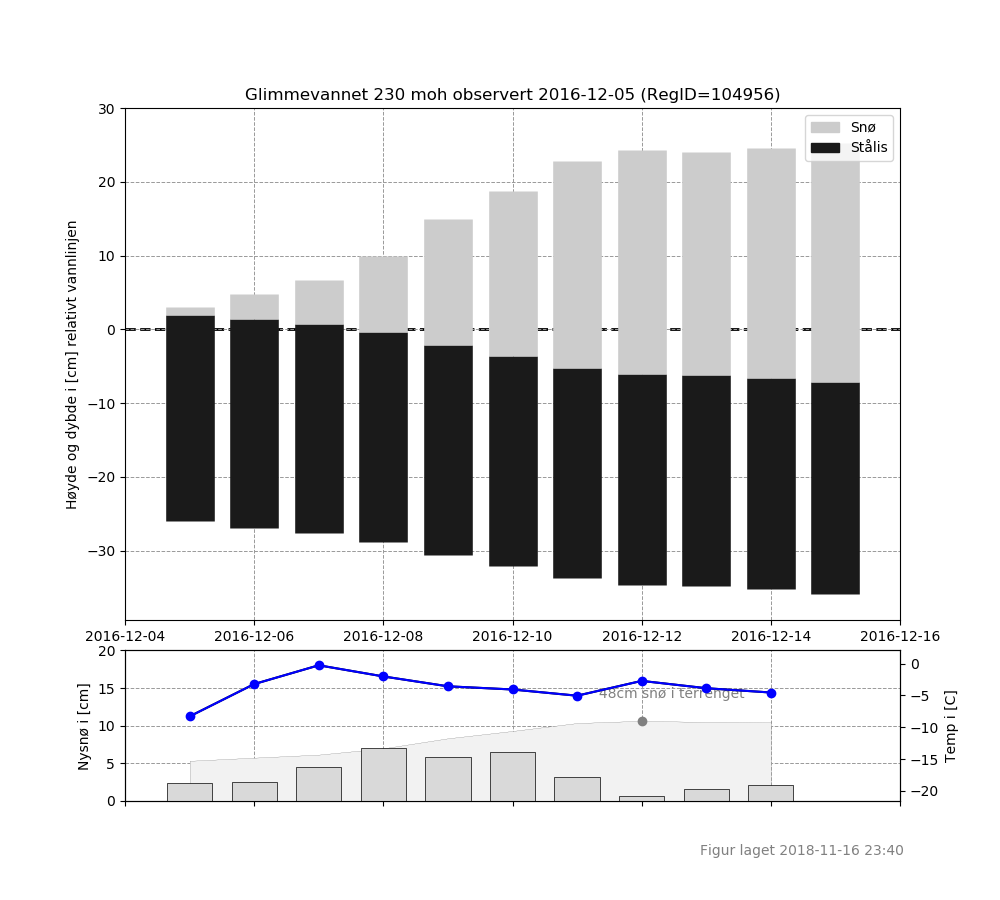 Glimmevannet 230 moh observert 2016-12-05 (RegID=104956)
Snø
Stålis
Høyde og dybde i [cm] relativt vannlinjen
30
20
10
0
−10
−20
−30
2016-12-04 2016-12-06 2016-12-08 2016-12-10 2016-12-12 2016-12-14 2016-12-16
Nysnø i [cm]
20
15
10
5
0
48cm snø i terrenget
0
−5
−10
−15
−20
Temp i [C]
Figur laget 2018-11-16 23:40